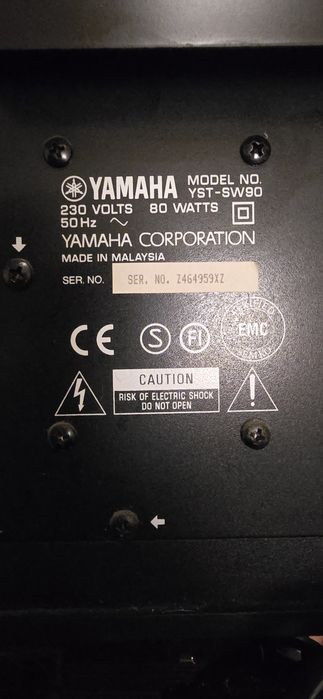 YAMAHA MODEL NO. YST-SW90
230 VOLTS 80 WATTS
50 Hz
YAMAHA CORPORATION
MADE IN MALAYSIA
SER. NO. SER. NO. Z464959XZ
CE S FI EMC
CAUTION
RISK OF ELECTRIC SHOCK
DO NOT OPEN